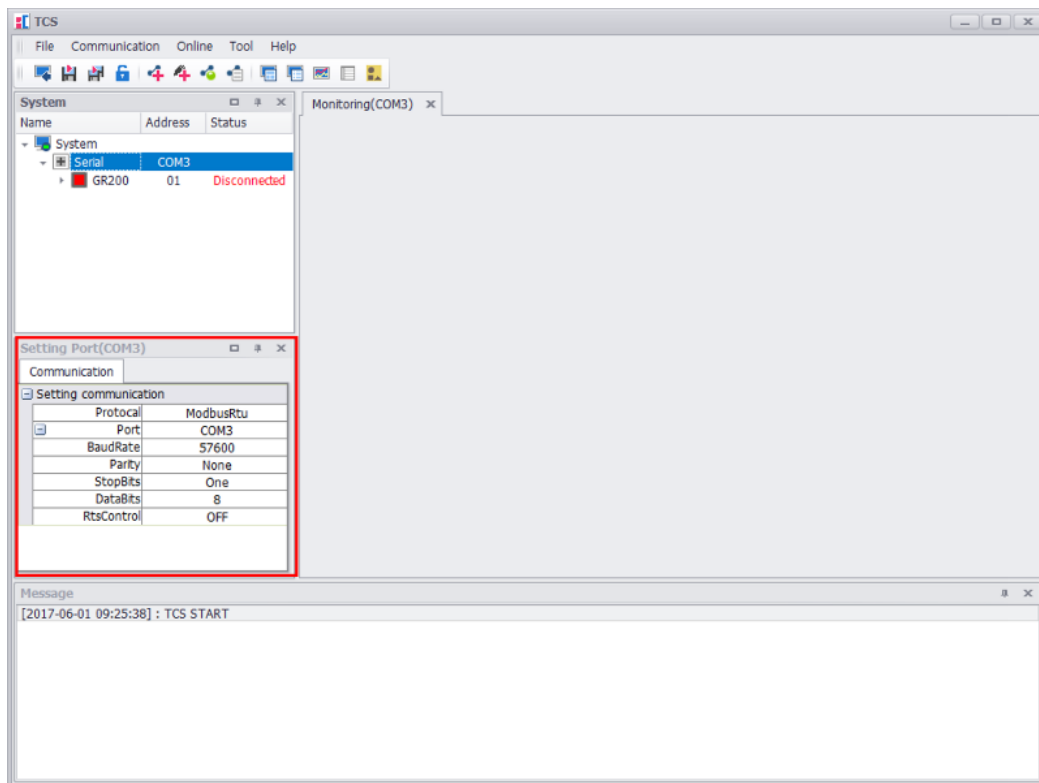 TCS
File Communication Online Tool Help
System
Monitoring(COM3)
Name Address Status
System
Serial COM3
GR200 01 Disconnected
Setting Port(COM3)
Communication
Setting communication
Protocal ModbusRtu
Port COM3
BaudRate 57600
Parity None
StopBits One
DataBits 8
RtsControl OFF
Message
[2017-06-01 09:25:38] : TCS START